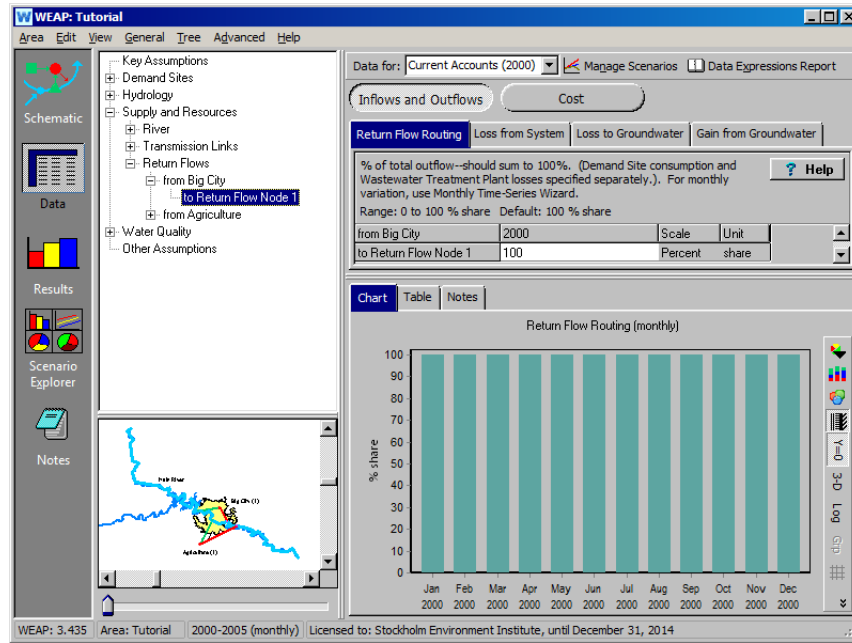 WEAP: Tutorial
Area Edit View General Tree Advanced Help
Schematic
Data
Results
Scenario
Explorer
Notes
Key Assumptions
Demand Sites
Hydrology
Supply and Resources
River
Transmission Links
Return Flows
from Big City
to Return Flow Node 1
from Agriculture
Water Quality
Other Assumptions
Main River
Big City (1)
Agriculture (1)
Data for: Current Accounts (2000) Manage Scenarios Data Expressions Report
Inflows and Outflows Cost
Return Flow Routing Loss from System Loss to Groundwater Gain from Groundwater
% of total outflow--should sum to 100%. (Demand Site consumption and
Wastewater Treatment Plant losses specified separately.). For monthly
variation, use Monthly Time-Series Wizard.
? Help
Range: 0 to 100 % share Default: 100 % share
from Big City 2000 Scale Unit
to Return Flow Node 1 100 Percent share
Chart Table Notes
Return Flow Routing (monthly)
% share
100
90
80
70
60
50
40
30
20
10
0
Jan Feb Mar Apr May Jun Jul Aug Sep Oct Nov Dec
2000 2000 2000 2000 2000 2000 2000 2000 2000 2000 2000 2000
Y=0
3-D
Log
Grp
WEAP: 3.435 Area: Tutorial 2000-2005 (monthly) Licensed to: Stockholm Environment Institute, until December 31, 2014